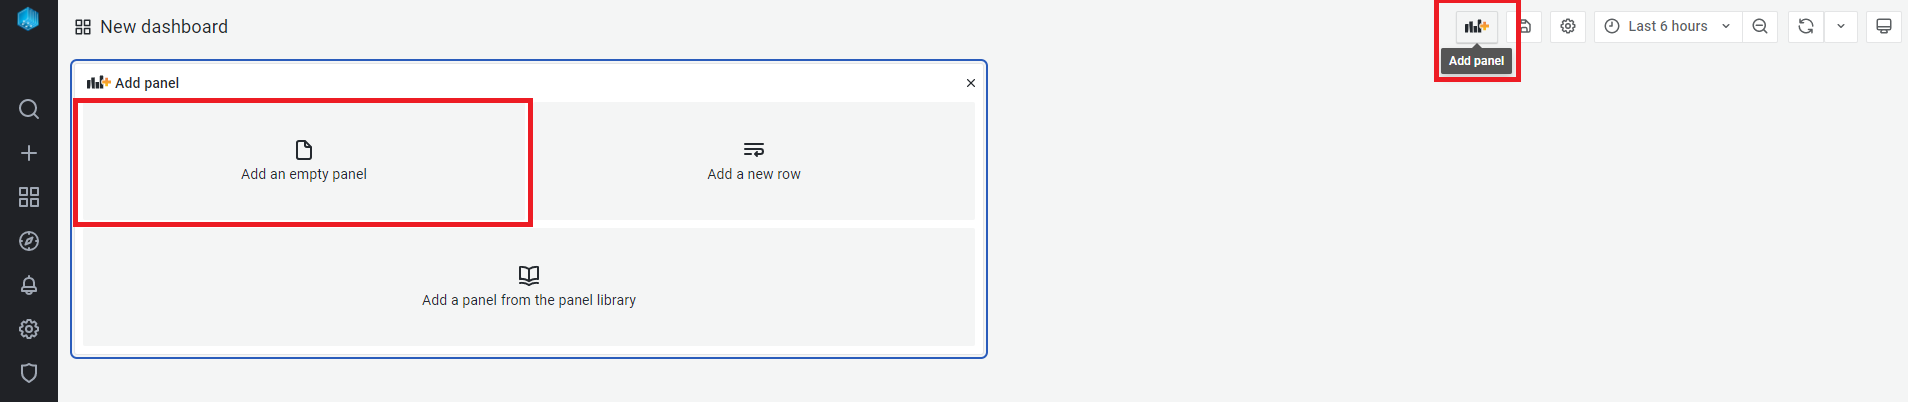 New dashboard
Last 6 hours
Add panel
Add panel
Add an empty panel
Add a new row
Add a panel from the panel library